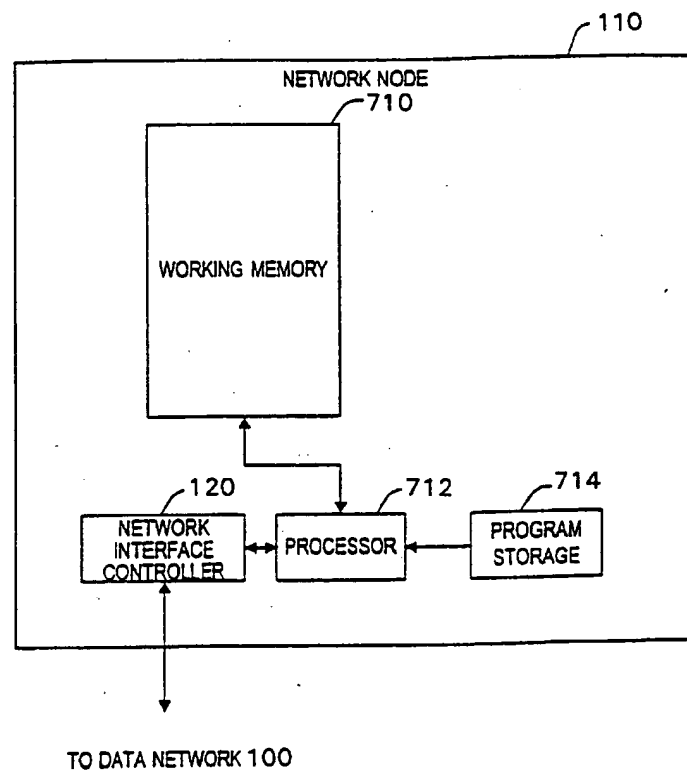 110
NETWORK NODE
710
WORKING MEMORY
120
712
714
NETWORK
INTERFACE
CONTROLLER
PROCESSOR
PROGRAM
STORAGE
TO DATA NETWORK 100